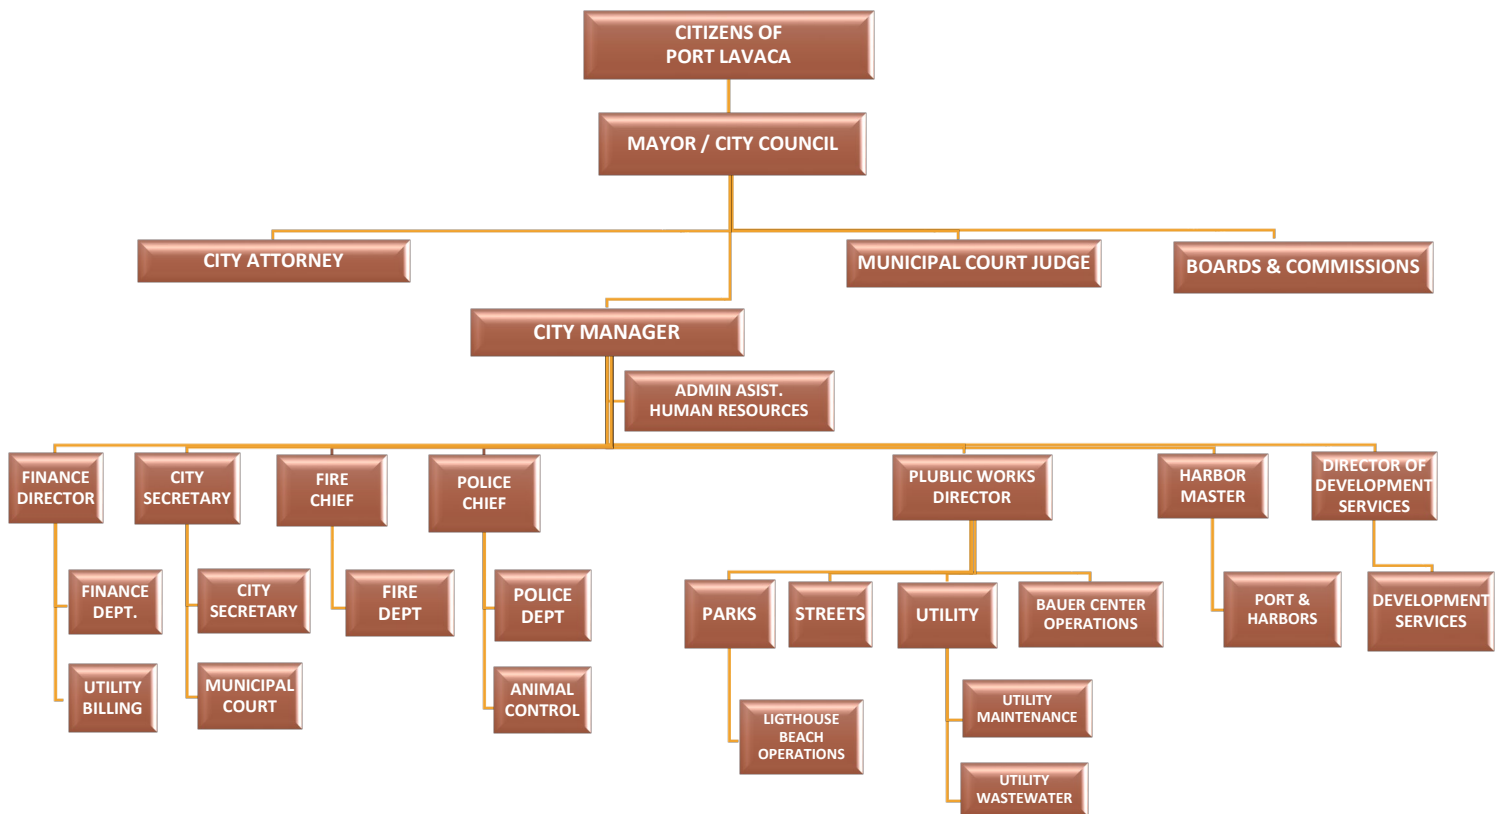 CITIZENS OF
PORT LAVACA
MAYOR / CITY COUNCIL
CITY ATTORNEY
MUNICIPAL COURT JUDGE
BOARDS & COMMISSIONS
CITY MANAGER
ADMIN ASIST.
HUMAN RESOURCES
FINANCE
DIRECTOR
CITY
SECRETARY
FIRE
CHIEF
POLICE
CHIEF
PLUBLIC WORKS
DIRECTOR
HARBOR
MASTER
DIRECTOR OF
DEVELOPMENT
SERVICES
FINANCE
DEPT.
CITY
SECRETARY
FIRE
DEPT
POLICE
DEPT
PARKS
STREETS
UTILITY
BAUER CENTER
OPERATIONS
PORT &
HARBORS
DEVELOPMENT
SERVICES
UTILITY
BILLING
MUNICIPAL
COURT
ANIMAL
CONTROL
LIGTHOUSE
BEACH
OPERATIONS
UTILITY
MAINTENANCE
UTILITY
WASTEWATER